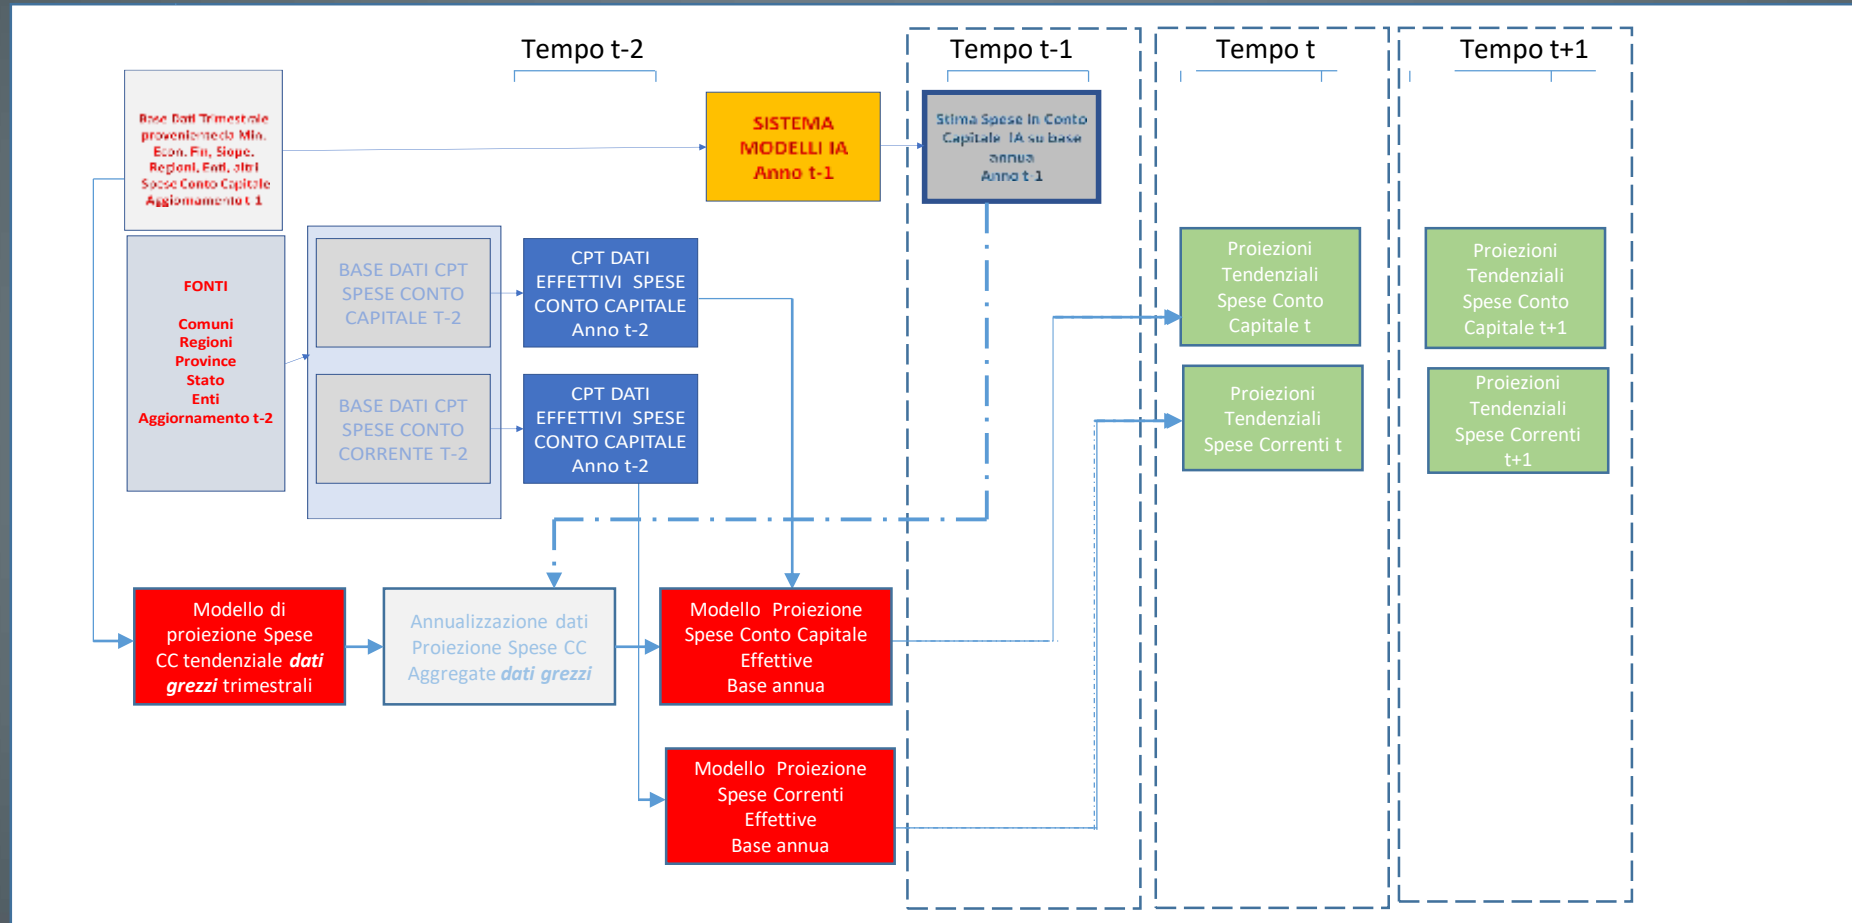 Tempo t-2
Tempo t-1
Tempo t
Tempo t+1
Base Dati Trimestrale
proveniente da Min.
Econ. Fin, Siope,
Regioni, Enti, altri
Spese Conto Capitale
Aggiornamento t-1
SISTEMA
MODELLI IA
Anno t-1
Stima Spese in Conto
Capitale IA su base
annua
Anno t-1
FONTI
Comuni
Regioni
Province
Stato
Enti
Aggiornamento t-2
BASE DATI CPT
SPESE CONTO
CAPITALE T-2
CPT DATI
EFFETTIVI SPESE
CONTO CAPITALE
Anno t-2
BASE DATI CPT
SPESE CONTO
CORRENTE T-2
CPT DATI
EFFETTIVI SPESE
CONTO CAPITALE
Anno t-2
Proiezioni
Tendenziali
Spese Conto
Capitale t
Proiezioni
Tendenziali
Spese Conto
Capitale t+1
Proiezioni
Tendenziali
Spese Correnti t
Proiezioni
Tendenziali
Spese Correnti
t+1
Modello di
proiezione Spese
CC tendenziale dati
grezzi trimestrali
Annualizzazione dati
Proiezione Spese CC
Aggregate dati grezzi
Modello Proiezione
Spese Conto Capitale
Effettive
Base annua
Modello Proiezione
Spese Correnti
Effettive
Base annua